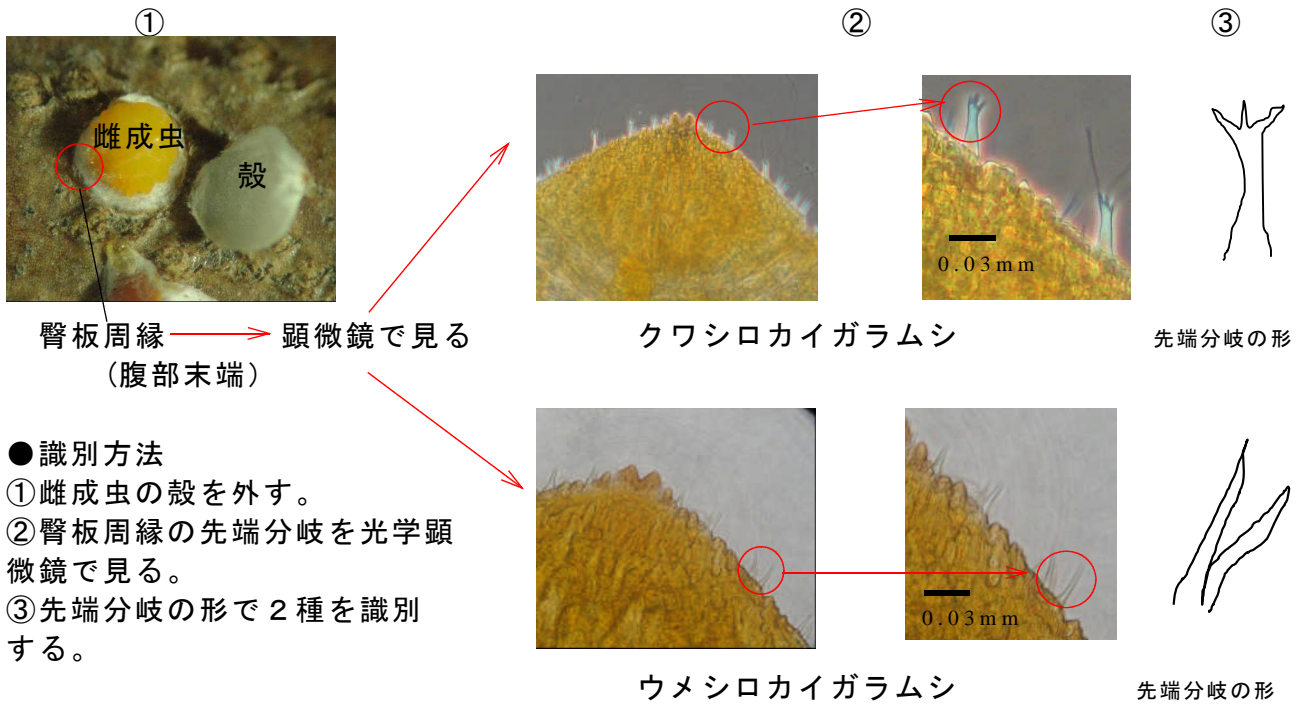 ①
②
③
雌成虫
殻
0.03mm
臀板周縁
顕微鏡で見る
(腹部末端)
クワシロカイガラムシ
先端分岐の形
●識別方法
①雌成虫の殻を外す。
②臀板周縁の先端分岐を光学顕
微鏡で見る。
③先端分岐の形で２種を識別
する。
0.03mm
ウメシロカイガラムシ
先端分岐の形